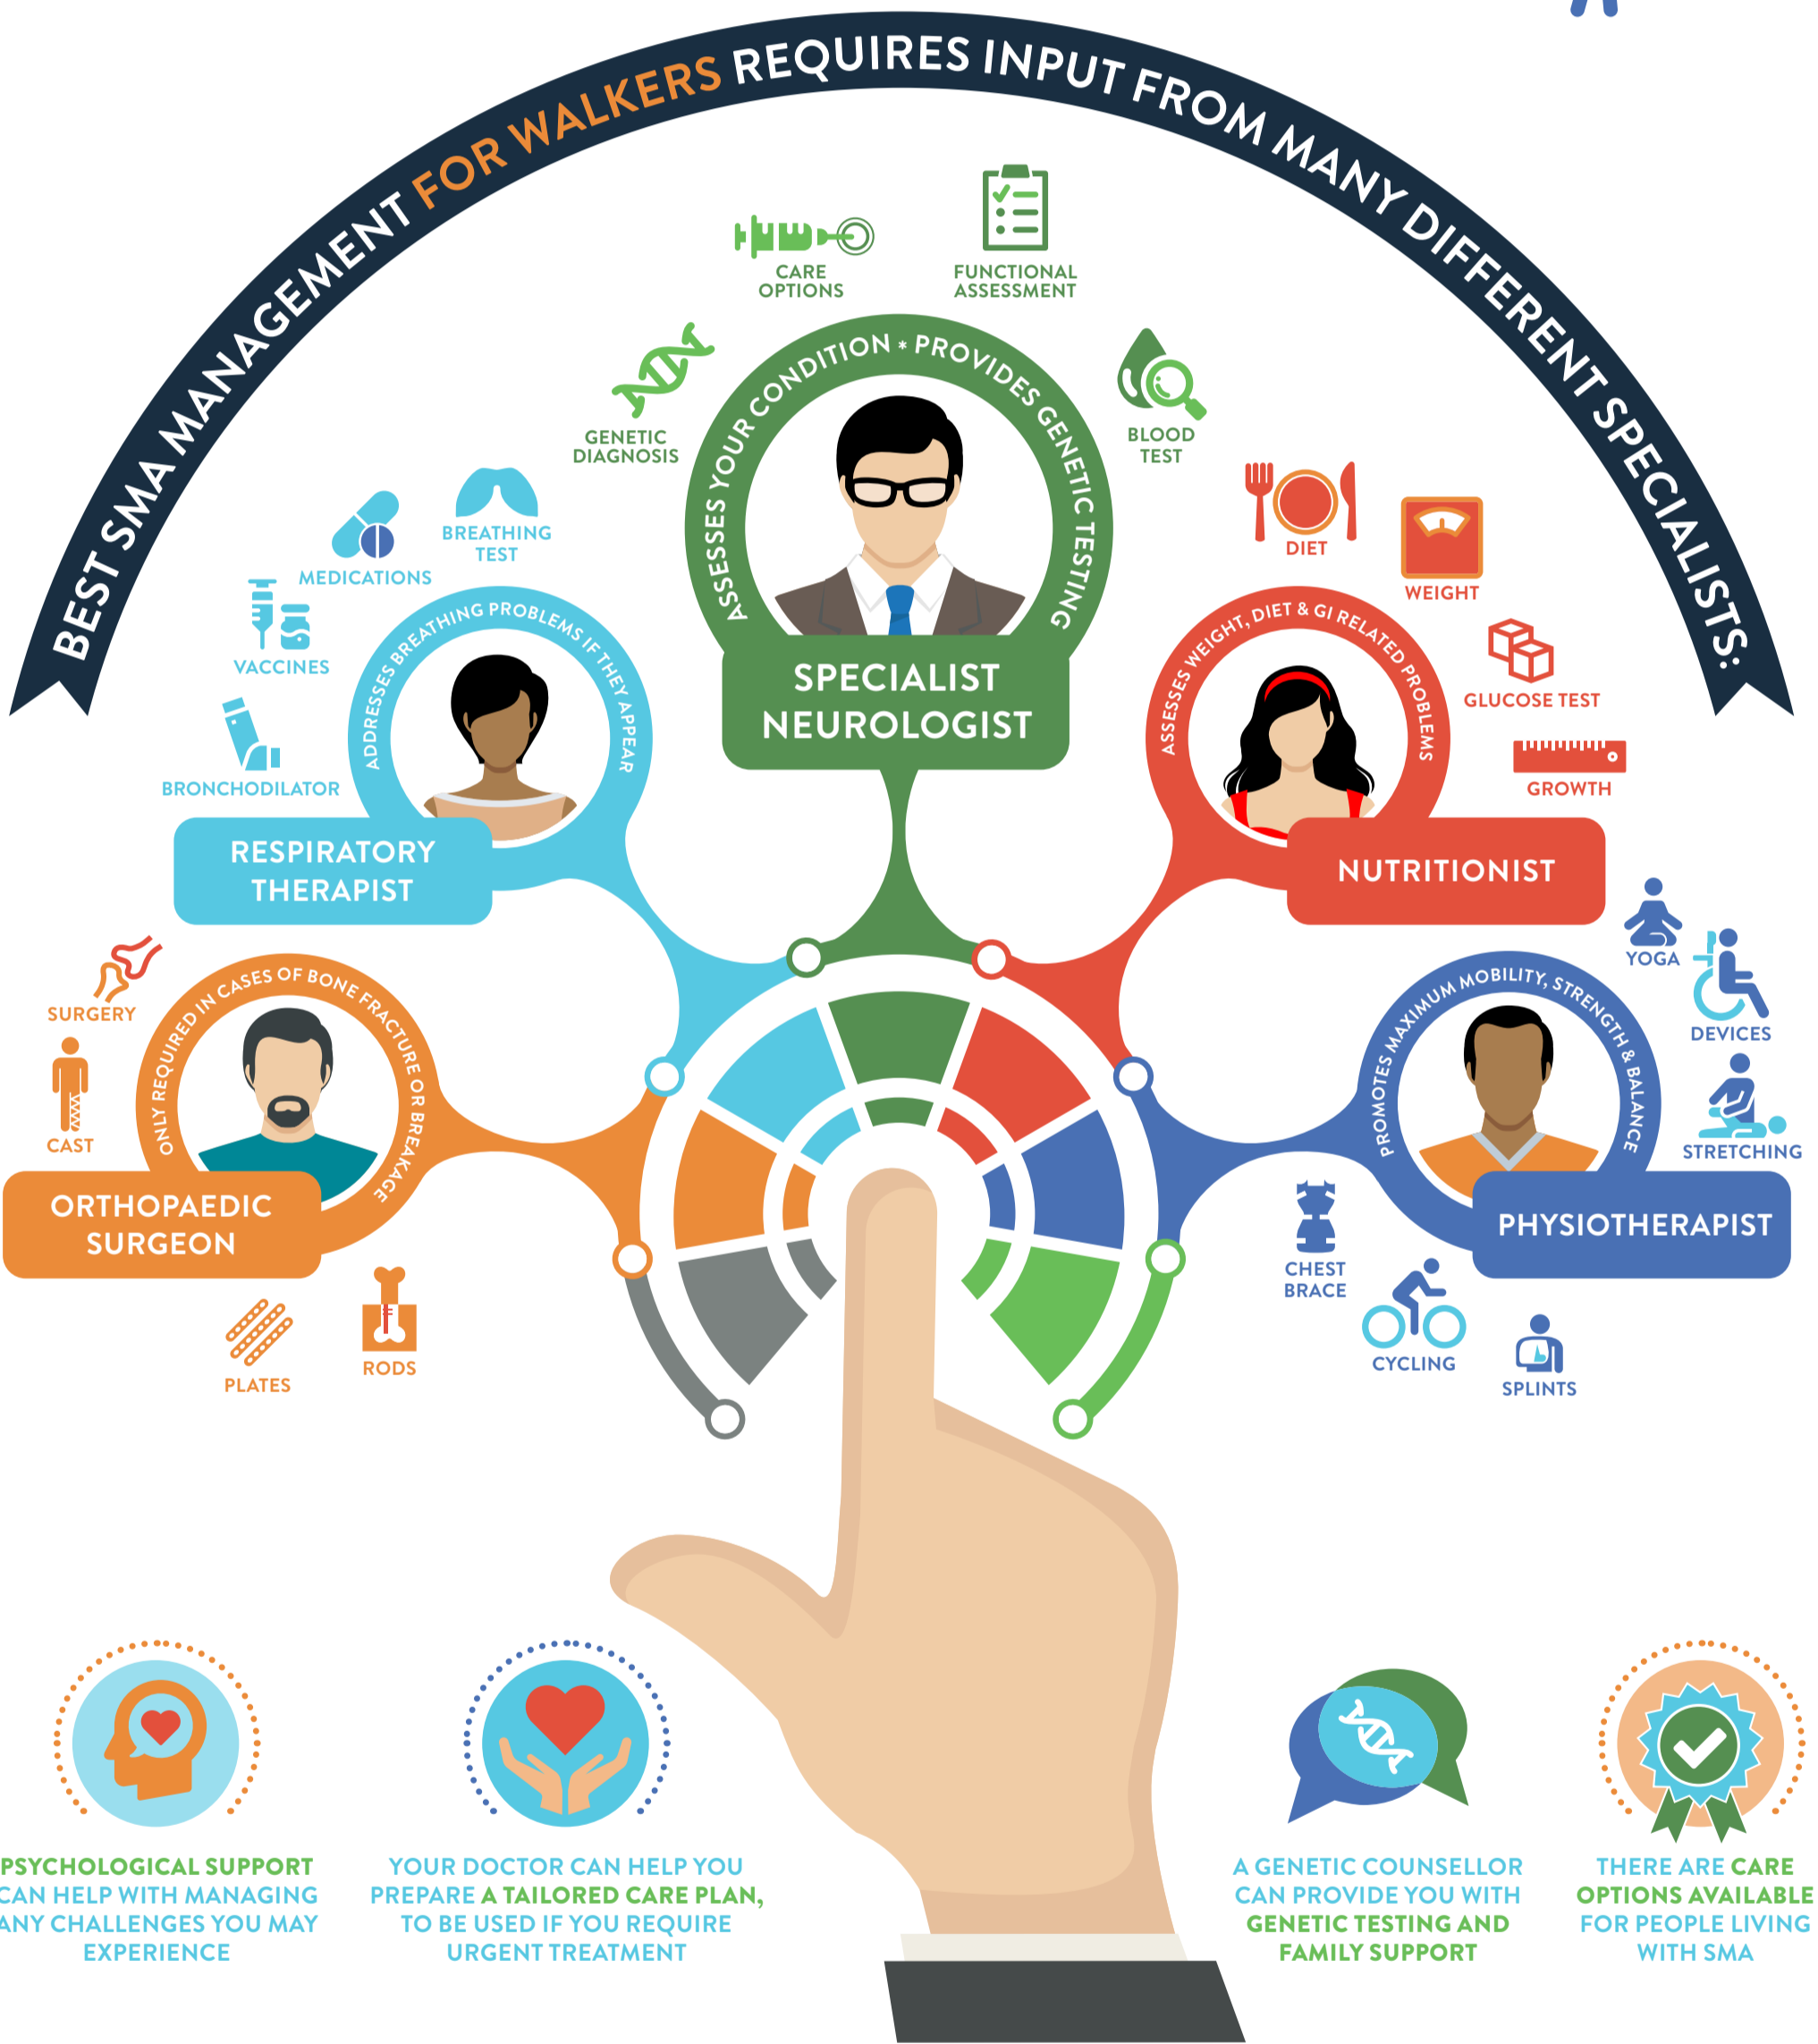 BEST SMA MANAGEMENT FOR WALKERS REQUIRES INPUT FROM MANY DIFFERENT SPECIALISTS:
CARE
OPTIONS
FUNCTIONAL
ASSESSMENT
GENETIC
DIAGNOSIS
BLOOD
TEST
ASSESSES YOUR CONDITION * PROVIDES GENETIC TESTING
SPECIALIST
NEUROLOGIST
BREATHING
TEST
MEDICATIONS
VACCINES
BRONCHODILATOR
ADDRESSES BREATHING PROBLEMS IF THEY APPEAR
RESPIRATORY
THERAPIST
DIET
WEIGHT
GLUCOSE TEST
GROWTH
ASSESSES WEIGHT, DIET & GI RELATED PROBLEMS
NUTRITIONIST
SURGERY
CAST
ONLY REQUIRED IN CASES OF BONE FRACTURE OR BREAKAGE
ORTHOPAEDIC
SURGEON
PLATES
RODS
YOGA
DEVICES
STRETCHING
PROMOTES MAXIMUM MOBILITY, STRENGTH & BALANCE
PHYSIOTHERAPIST
CHEST
BRACE
CYCLING
SPLINTS
PSYCHOLOGICAL SUPPORT
CAN HELP WITH MANAGING
ANY CHALLENGES YOU MAY
EXPERIENCE
YOUR DOCTOR CAN HELP YOU
PREPARE A TAILORED CARE PLAN,
TO BE USED IF YOU REQUIRE
URGENT TREATMENT
A GENETIC COUNSELLOR
CAN PROVIDE YOU WITH
GENETIC TESTING AND
FAMILY SUPPORT
THERE ARE CARE
OPTIONS AVAILABLE
FOR PEOPLE LIVING
WITH SMA